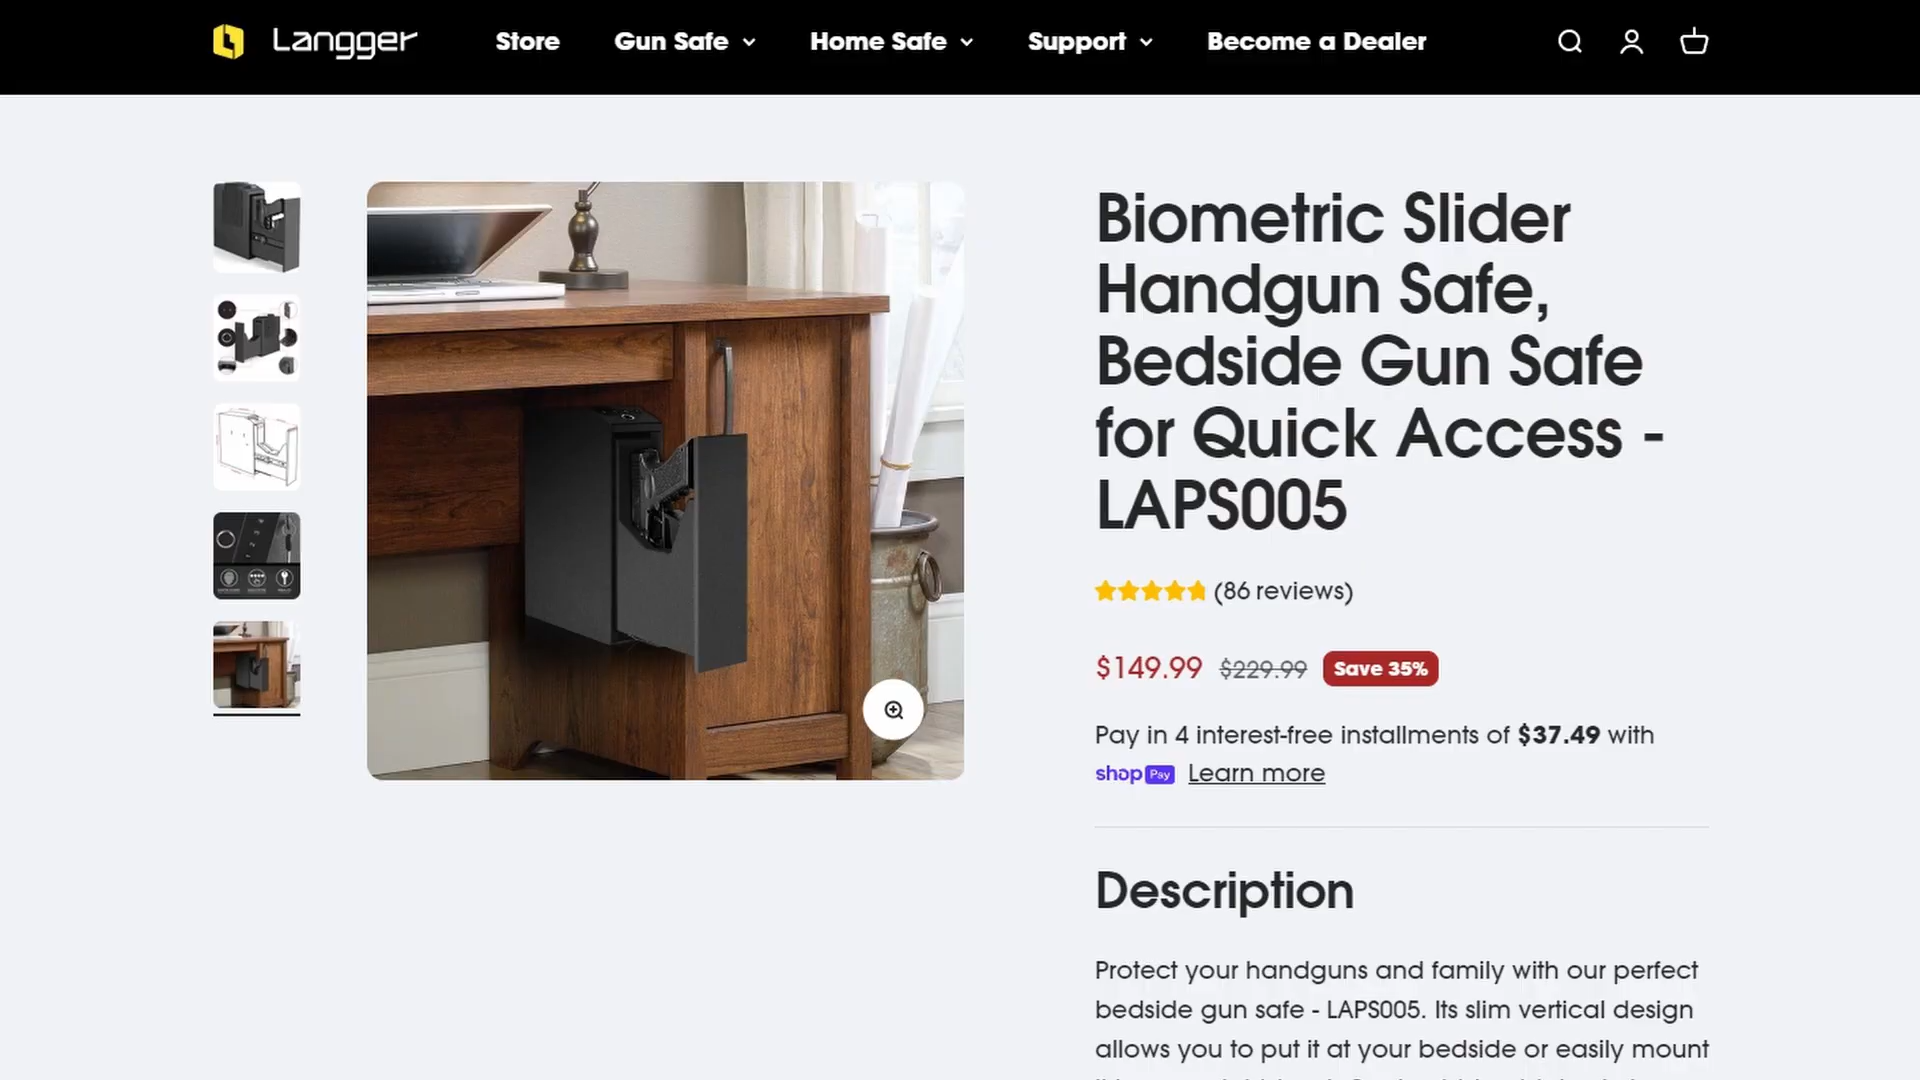 Langger
Store
Gun Safe
Home Safe
Support
Become a Dealer
Biometric Slider
Handgun Safe,
Bedside Gun Safe
for Quick Access -
LAPS005
(86 reviews)
$149.99 $229.99 Save 35%
Pay in 4 interest-free installments of $37.49 with
shop Pay Learn more
Description
Protect your handguns and family with our perfect
bedside gun safe - LAPS005. Its slim vertical design
allows you to put it at your bedside or easily mount